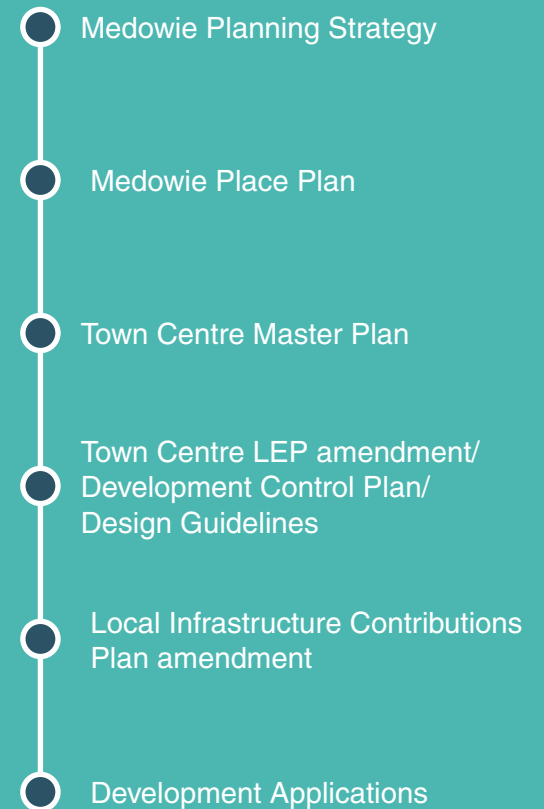 Medowie Planning Strategy
Medowie Place Plan
Town Centre Master Plan
Town Centre LEP amendment/
Development Control Plan/
Design Guidelines
Local Infrastructure Contributions
Plan amendment
Development Applications